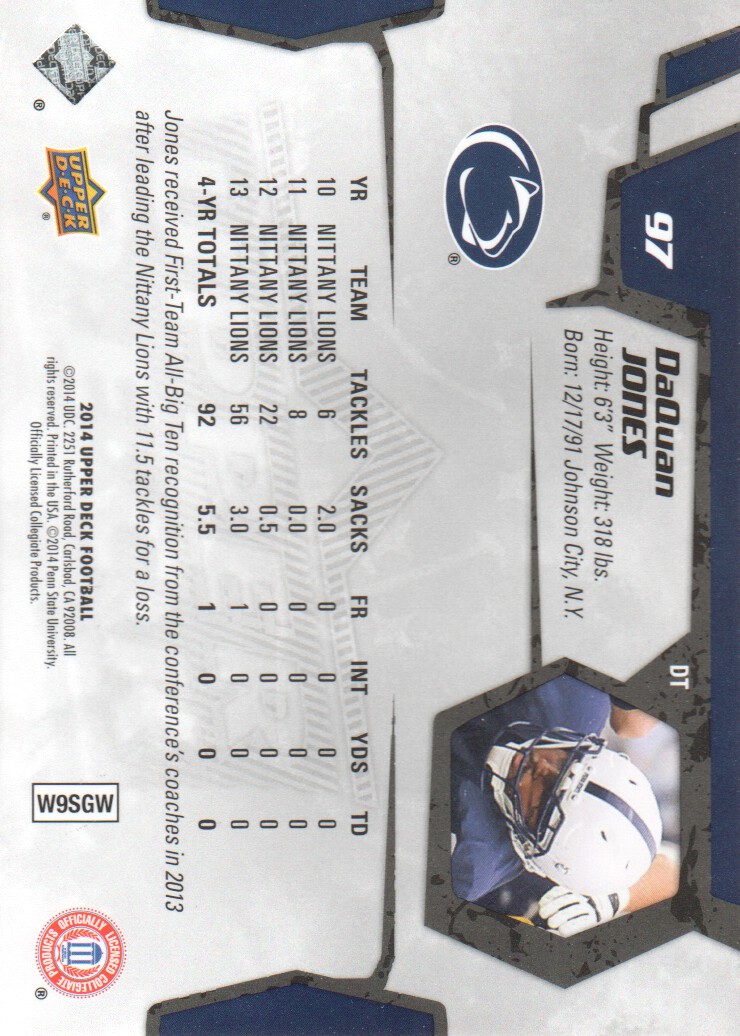 97
DaQuan
JONES
DT
Height: 6'3" Weight: 318 lbs.
Born: 12/17/91 Johnson City, N.Y.
®
YR TEAM TACKLES SACKS FR INT YDS TD
10 NITTANY LIONS 6 2.0 0 0 0 0
11 NITTANY LIONS 8 0.0 0 0 0 0
12 NITTANY LIONS 22 0.5 0 0 0 0
13 NITTANY LIONS 56 3.0 1 0 0 0
4-YR TOTALS 92 5.5 1 0 0 0
Jones received First-Team All-Big Ten recognition from the conference's coaches in 2013
after leading the Nittany Lions with 11.5 tackles for a loss.
®
UPPER
D·E·C·K
®
2014 UPPER DECK FOOTBALL
©2014 UDC. 2251 Rutherford Road, Carlsbad, CA 92008. All
rights reserved. Printed in the USA. ©2014 Penn State University.
Officially Licensed Collegiate Products.
W9SGW
OFFICIALLY LICENSED
COLLEGIATE PRODUCTS
®